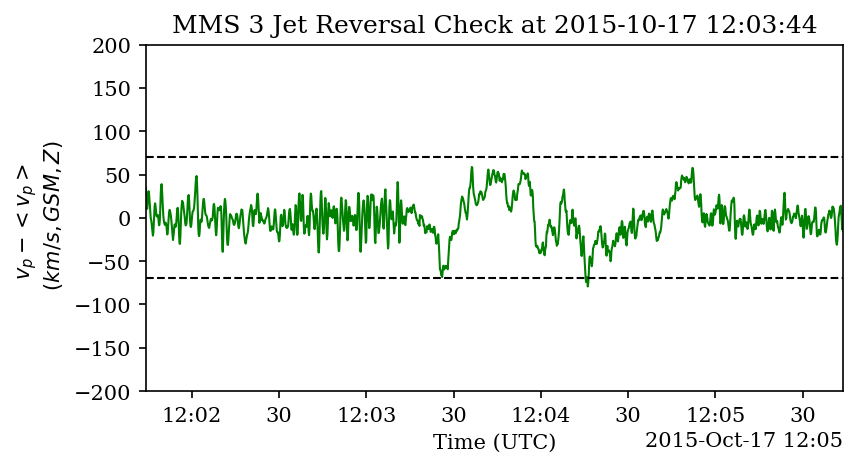 MMS 3 Jet Reversal Check at 2015-10-17 12:03:44
200
150
100
50
0
−50
−100
−150
−200
v_p − < v_p >
(km/s, GSM, Z)
12:02 30 12:03 30 12:04 30 12:05 30
Time (UTC) 2015-Oct-17 12:05